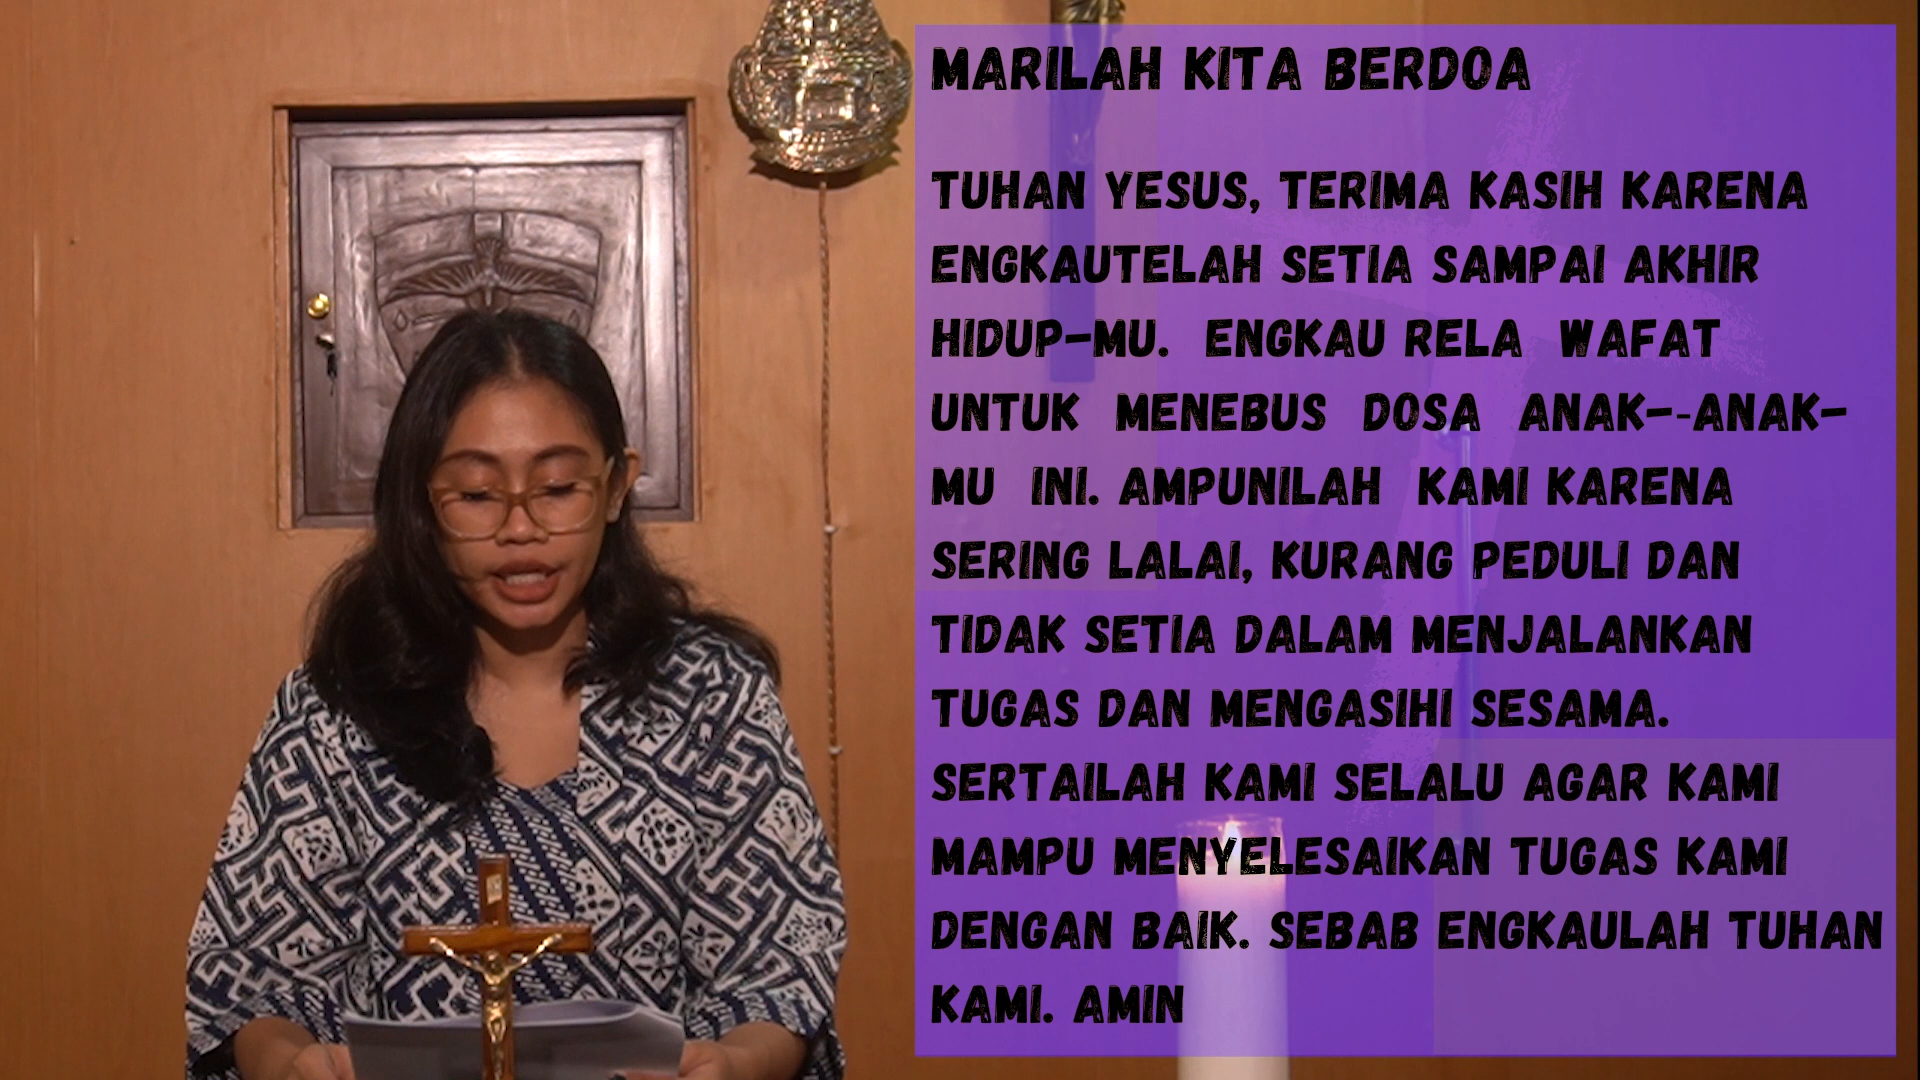 MARILAH KITA BERDOA
TUHAN YESUS, TERIMA KASIH KARENA
ENGKAUTELAH SETIA SAMPAI AKHIR
HIDUP-MU. ENGKAU RELA WAFAT
UNTUK MENEBUS DOSA ANAK--ANAK-
MU INI. AMPUNILAH KAMI KARENA
SERING LALAI, KURANG PEDULI DAN
TIDAK SETIA DALAM MENJALANKAN
TUGAS DAN MENGASIHI SESAMA.
SERTAILAH KAMI SELALU AGAR KAMI
MAMPU MENYELESAIKAN TUGAS KAMI
DENGAN BAIK. SEBAB ENGKAULAH TUHAN
KAMI. AMIN